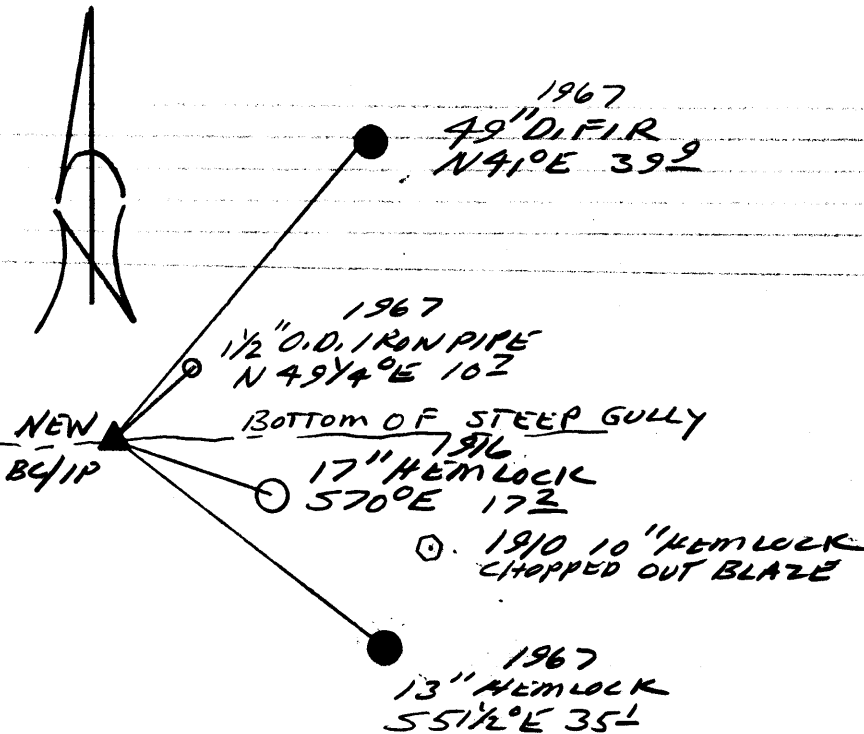 1967
49" D. FIR
N41°E 39 9
1967
1 1/2" O.D. IRON PIPE
N 49 1/4°E 10 7
BOTTOM OF STEEP GULLY
NEW
BC/IP
1916
17" HEMLOCK
S70°E 17 2
1910 10" HEMLOCK
CHOPPED OUT BLAZE
1967
13" HEMLOCK
S51 1/2°E 35 1